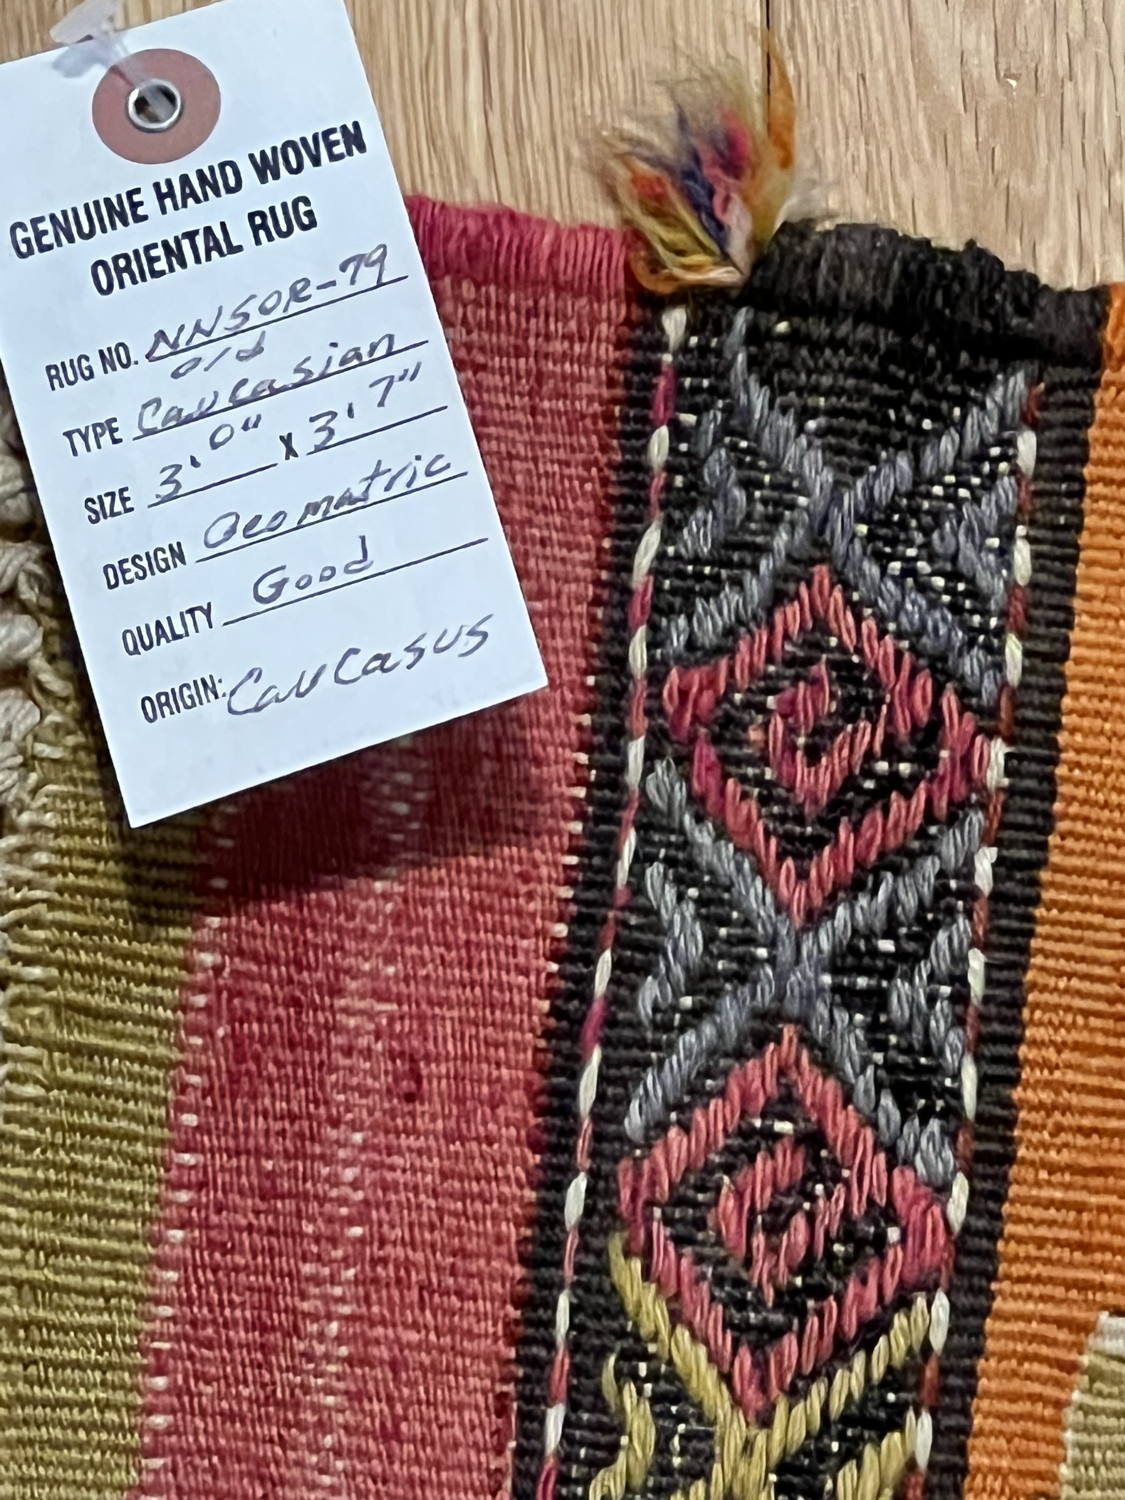 GENUINE HAND WOVEN
ORIENTAL RUG
RUG NO. NNSOR-79
old
TYPE Caucasian
SIZE 3'0" x 3'7"
DESIGN Geomatric
QUALITY Good
ORIGIN: Caucasus